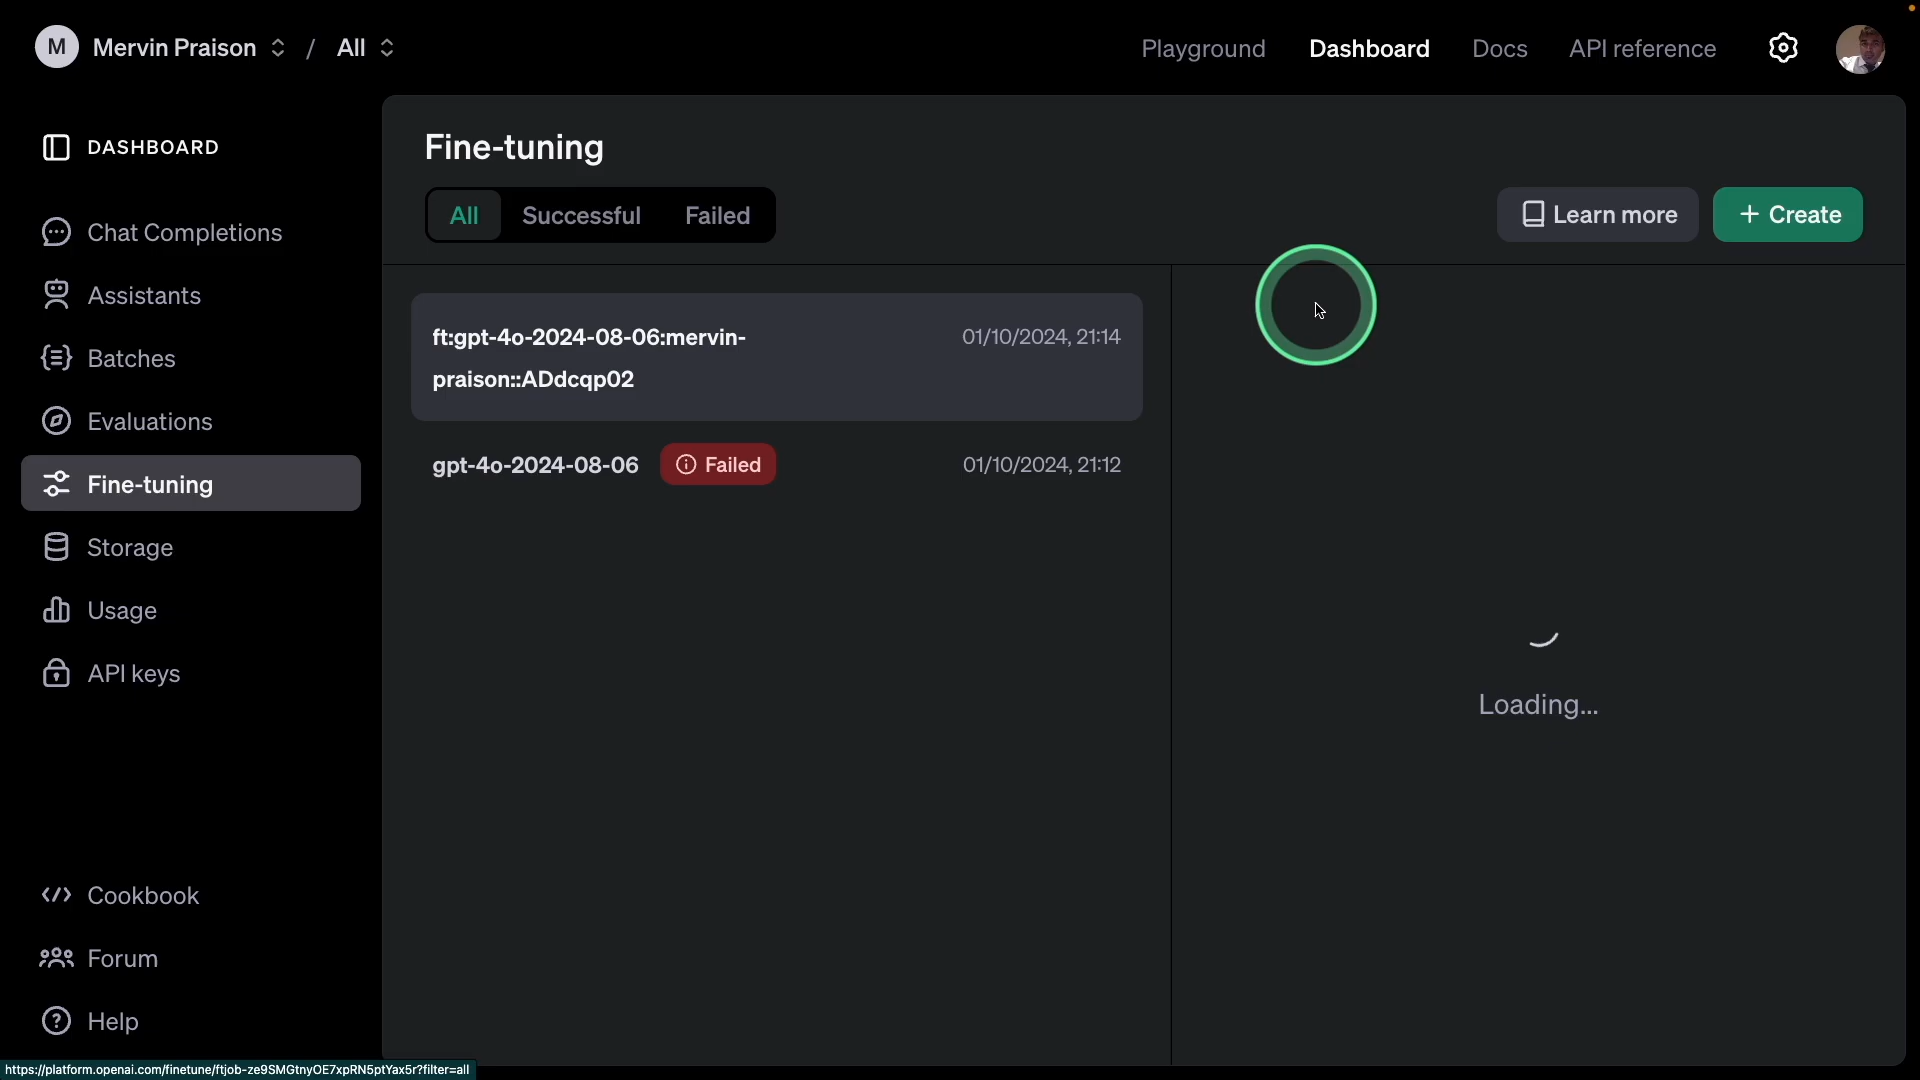 M Mervin Praison / All
Playground Dashboard Docs API reference
DASHBOARD
Chat Completions
Assistants
Batches
Evaluations
Fine-tuning
Storage
Usage
API keys
Cookbook
Forum
Help
Fine-tuning
All Successful Failed
Learn more + Create
ft:gpt-4o-2024-08-06:mervin- 01/10/2024, 21:14
praison::ADdcqp02
gpt-4o-2024-08-06 Failed 01/10/2024, 21:12
Loading...
https://platform.openai.com/finetune/ftjob-ze9SMGtnyOE7xpRN5ptYax5r?filter=all